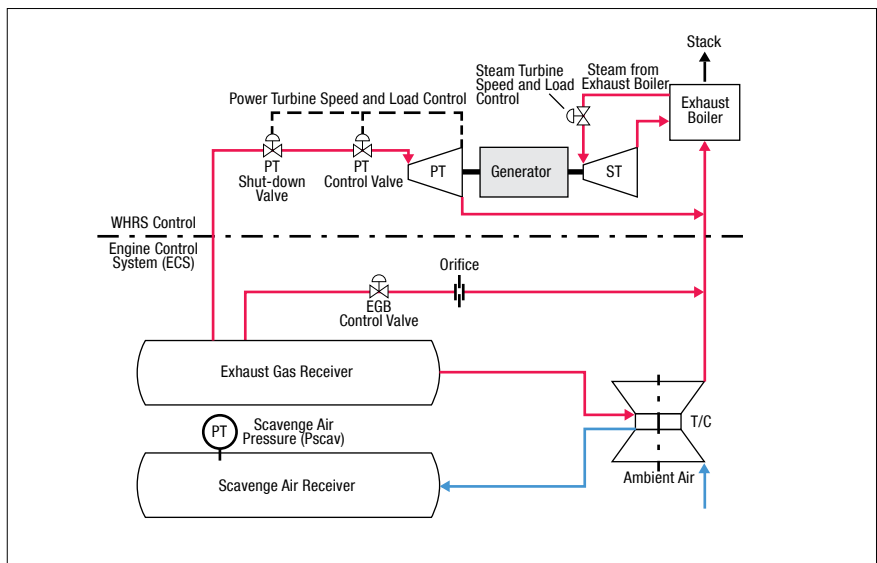 Stack
Steam Turbine
Speed and Load
Control
Steam from
Exhaust Boiler
Exhaust
Boiler
Power Turbine Speed and Load Control
PT
Shut-down
Valve
PT
Control Valve
PT
Generator
ST
WHRS Control
Engine Control
System (ECS)
Orifice
EGB
Control Valve
Exhaust Gas Receiver
T/C
PT
Scavenge Air
Pressure (Pscav)
Ambient Air
Scavenge Air Receiver